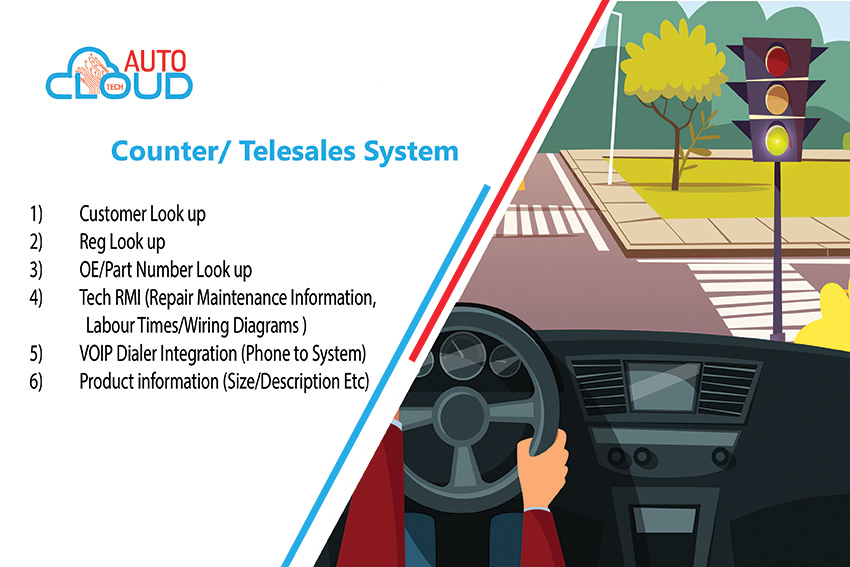 AUTO
CLOUD
TECH
Counter/ Telesales System
1) Customer Look up
2) Reg Look up
3) OE/Part Number Look up
4) Tech RMI (Repair Maintenance Information,
Labour Times/Wiring Diagrams )
5) VOIP Dialer Integration (Phone to System)
6) Product information (Size/Description Etc)